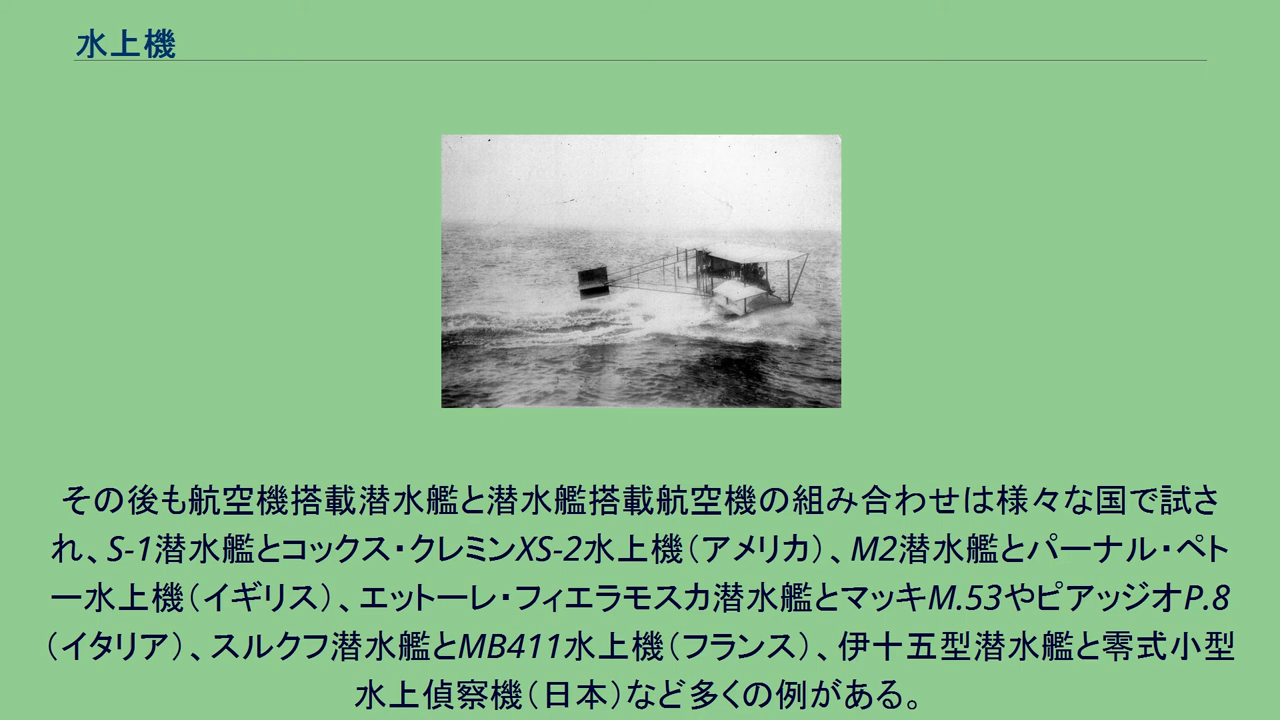 水上機
その後も航空機搭載潜水艦と潜水艦搭載航空機の組み合わせは様々な国で試さ
れ、S-1潜水艦とコックス・クレミンXS-2水上機（アメリカ）、M2潜水艦とパーナル・ペト
ー水上機（イギリス）、エットーレ・フィエラモスカ潜水艦とマッキM.53やピアッジオP.8
（イタリア）、スルクフ潜水艦とMB411水上機（フランス）、伊十五型潜水艦と零式小型
水上偵察機（日本）など多くの例がある。